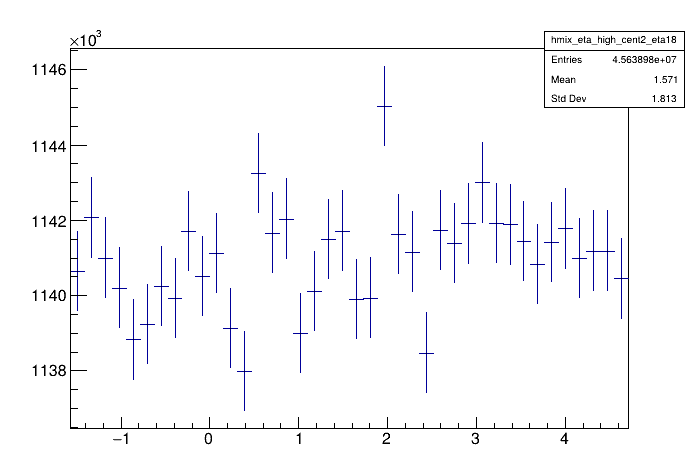 ×10³
hmix_eta_high_cent2_eta18
Entries 4.563898e+07
Mean 1.571
Std Dev 1.813
1146
1144
1142
1140
1138
−1 0 1 2 3 4